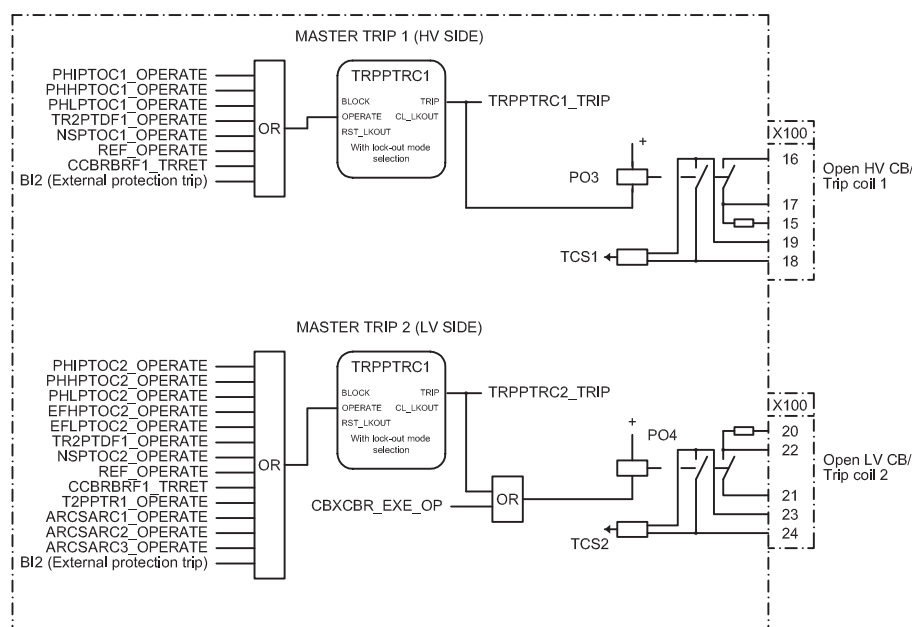 MASTER TRIP 1 (HV SIDE)
PHIPTOC1_OPERATE
PHHPTOC1_OPERATE
PHLPTOC1_OPERATE
TR2PTDF1_OPERATE
NSPTOC1_OPERATE
REF_OPERATE
CCBRBRF1_TRRET
BI2 (External protection trip)
OR
TRPPTRC1
BLOCK
TRIP
OPERATE
CL_LKOUT
RST_LKOUT
With lock-out mode
selection
TRPPTRC1_TRIP
+
PO3
TCS1
X100
16
17
15
19
18
Open HV CB/
Trip coil 1
MASTER TRIP 2 (LV SIDE)
PHIPTOC2_OPERATE
PHHPTOC2_OPERATE
PHLPTOC2_OPERATE
EFHPTOC2_OPERATE
EFLPTOC2_OPERATE
TR2PTDF1_OPERATE
NSPTOC2_OPERATE
REF_OPERATE
CCBRBRF1_TRRET
T2PPTR1_OPERATE
ARCSARC1_OPERATE
ARCSARC2_OPERATE
ARCSARC3_OPERATE
BI2 (External protection trip)
OR
TRPPTRC1
BLOCK
TRIP
OPERATE
CL_LKOUT
RST_LKOUT
With lock-out mode
selection
TRPPTRC2_TRIP
CBXCBR_EXE_OP
OR
+
PO4
TCS2
X100
20
22
21
23
24
Open LV CB/
Trip coil 2